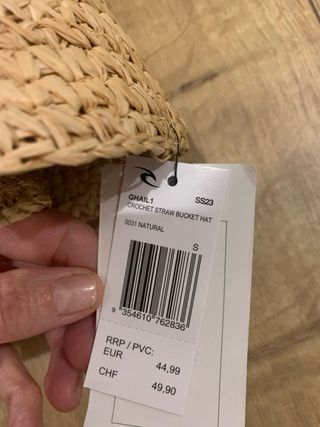 GHAIL1 SS23
CROCHET STRAW BUCKET HAT
0031 NATURAL
S
9 354610 762836
RRP / PVC:
EUR 44,99
CHF 49,90